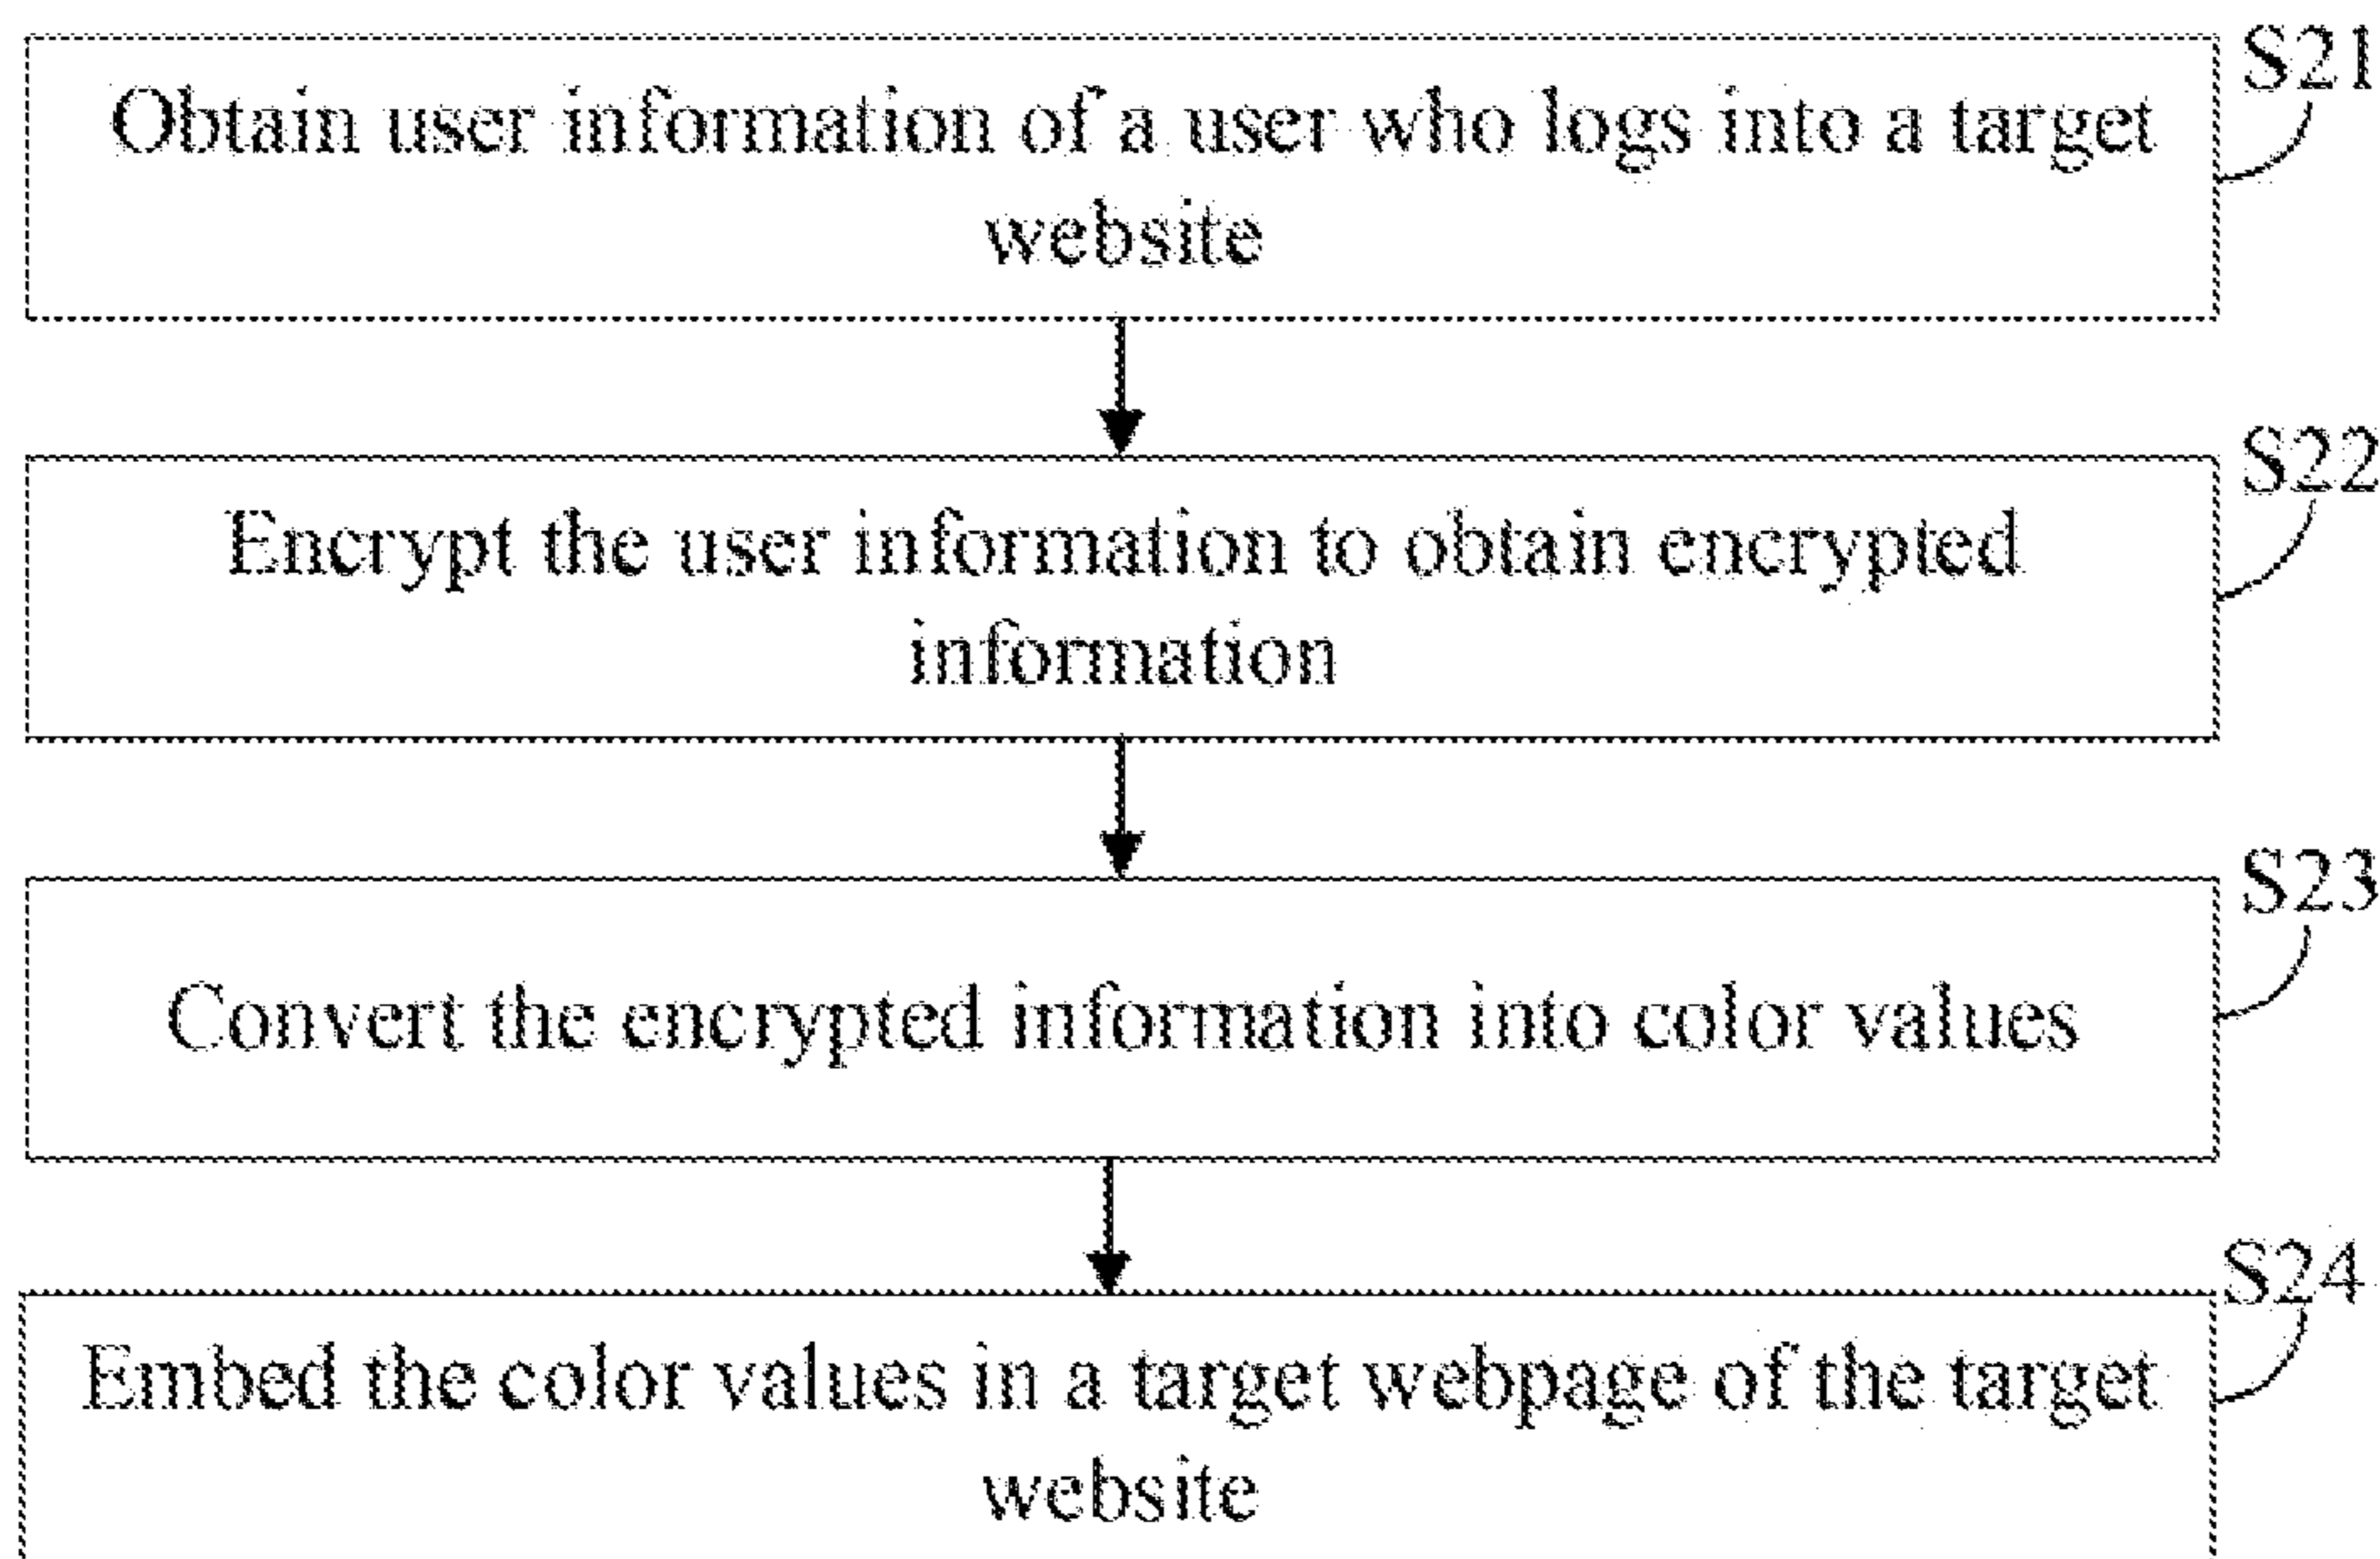 S21
Obtain user information of a user who logs into a target
website
S22
Encrypt the user information to obtain encrypted
information
S23
Convert the encrypted information into color values
S24
Embed the color values in a target webpage of the target
website